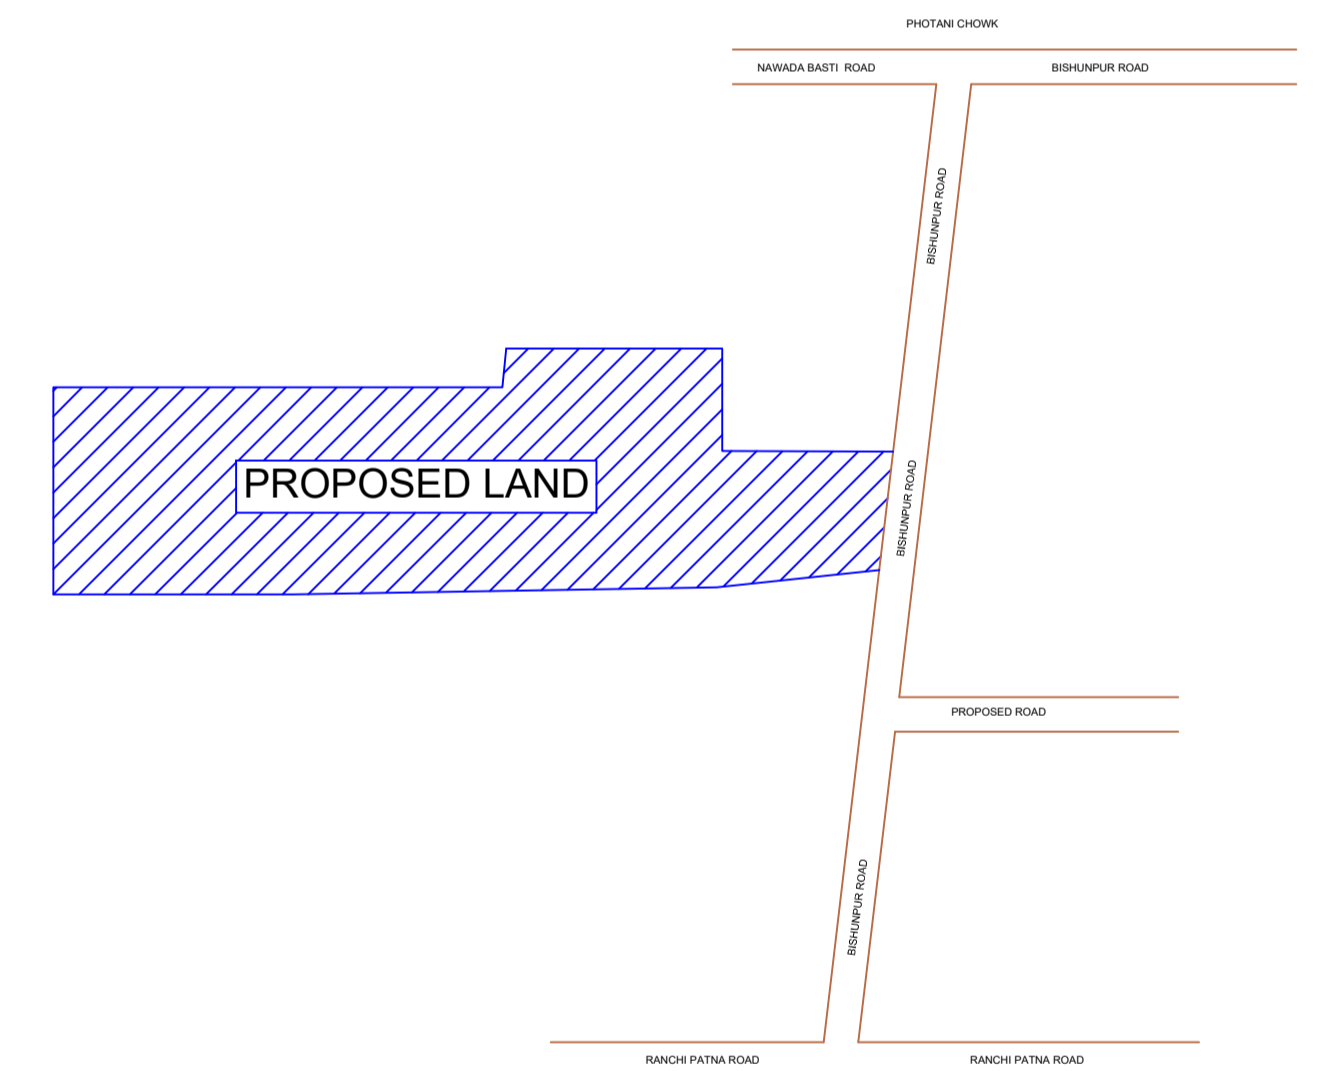 PHOTANI CHOWK
NAWADA BASTI ROAD
BISHUNPUR ROAD
BISHUNPUR ROAD
PROPOSED LAND
BISHUNPUR ROAD
PROPOSED ROAD
BISHUNPUR ROAD
RANCHI PATNA ROAD
RANCHI PATNA ROAD